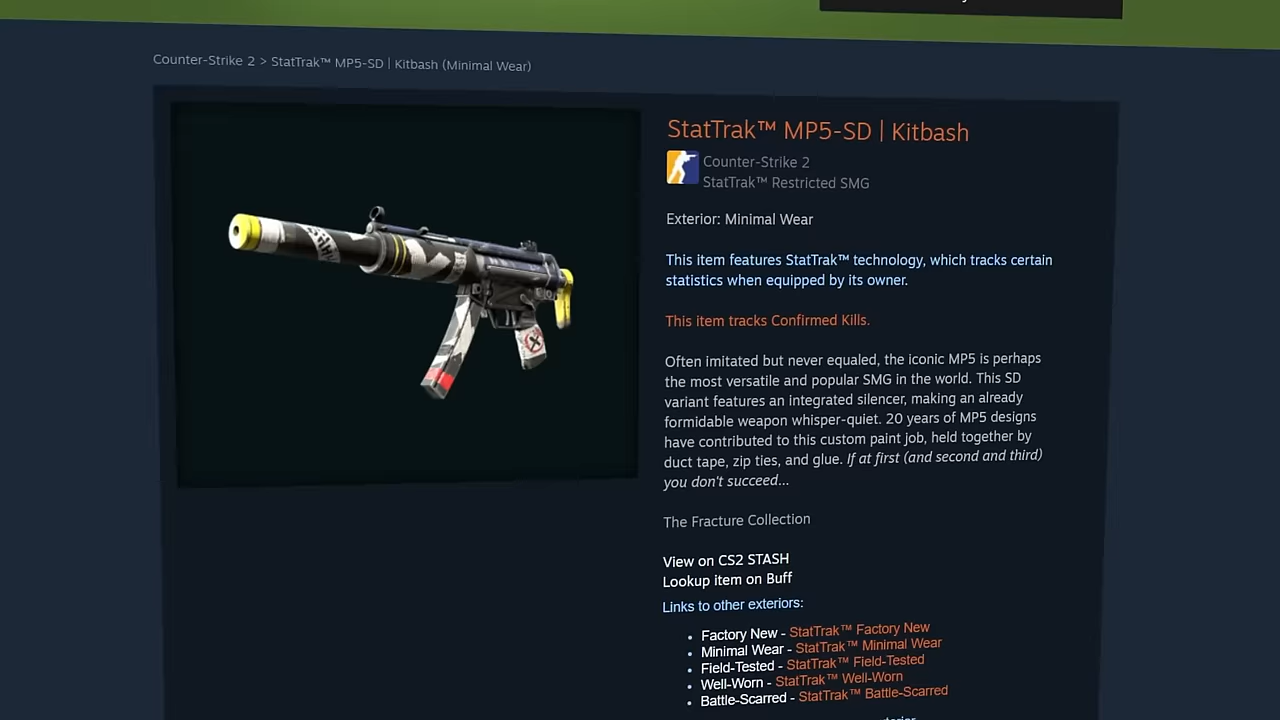 Counter-Strike 2 > StatTrak™ MP5-SD | Kitbash (Minimal Wear)
StatTrak™ MP5-SD | Kitbash
Counter-Strike 2
StatTrak™ Restricted SMG
Exterior: Minimal Wear
This item features StatTrak™ technology, which tracks certain
statistics when equipped by its owner.
This item tracks Confirmed Kills.
Often imitated but never equaled, the iconic MP5 is perhaps
the most versatile and popular SMG in the world. This SD
variant features an integrated silencer, making an already
formidable weapon whisper-quiet. 20 years of MP5 designs
have contributed to this custom paint job, held together by
duct tape, zip ties, and glue. If at first (and second and third)
you don't succeed...
The Fracture Collection
View on CS2 STASH
Lookup item on Buff
Links to other exteriors:
• Factory New - StatTrak™ Factory New
• Minimal Wear - StatTrak™ Minimal Wear
• Field-Tested - StatTrak™ Field-Tested
• Well-Worn - StatTrak™ Well-Worn
• Battle-Scarred - StatTrak™ Battle-Scarred